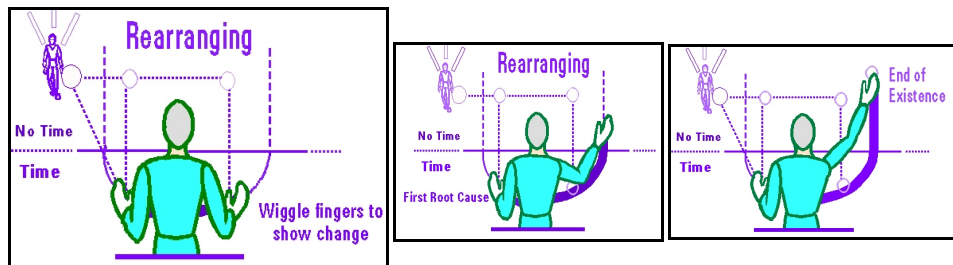 Rearranging
No Time
Time
Wiggle fingers to
show change
Rearranging
No Time
Time
First Root Cause
End of
Existence
No Time
Time